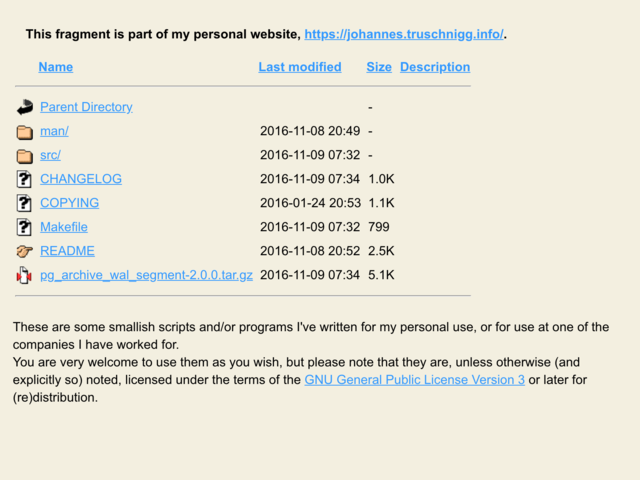 This fragment is part of my personal website, https://johannes.truschnigg.info/.
Name Last modified Size Description
Parent Directory -
man/ 2016-11-08 20:49 -
src/ 2016-11-09 07:32 -
CHANGELOG 2016-11-09 07:34 1.0K
COPYING 2016-01-24 20:53 1.1K
Makefile 2016-11-09 07:32 799
README 2016-11-08 20:52 2.5K
pg_archive_wal_segment-2.0.0.tar.gz 2016-11-09 07:34 5.1K
These are some smallish scripts and/or programs I've written for my personal use, or for use at one of the
companies I have worked for.
You are very welcome to use them as you wish, but please note that they are, unless otherwise (and
explicitly so) noted, licensed under the terms of the GNU General Public License Version 3 or later for
(re)distribution.